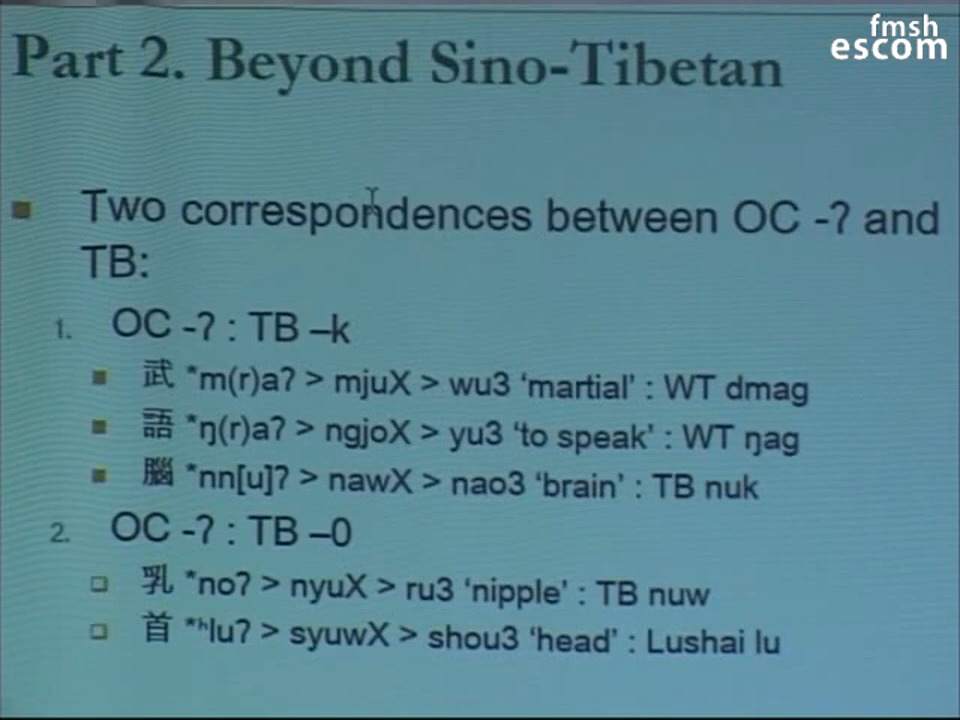 fmsh
escom
Part 2. Beyond Sino-Tibetan
Two correspondences between OC -ʔ and
TB:
1. OC -ʔ : TB –k
武 *m(r)aʔ > mjuX > wu3 ‘martial’ : WT dmag
語 *ŋ(r)aʔ > ngjoX > yu3 ‘to speak’ : WT ŋag
腦 *nn[u]ʔ > nawX > nao3 ‘brain’ : TB nuk
2. OC -ʔ : TB –0
乳 *noʔ > nyuX > ru3 ‘nipple’ : TB nuw
首 *ʰluʔ > syuwX > shou3 ‘head’ : Lushai lu